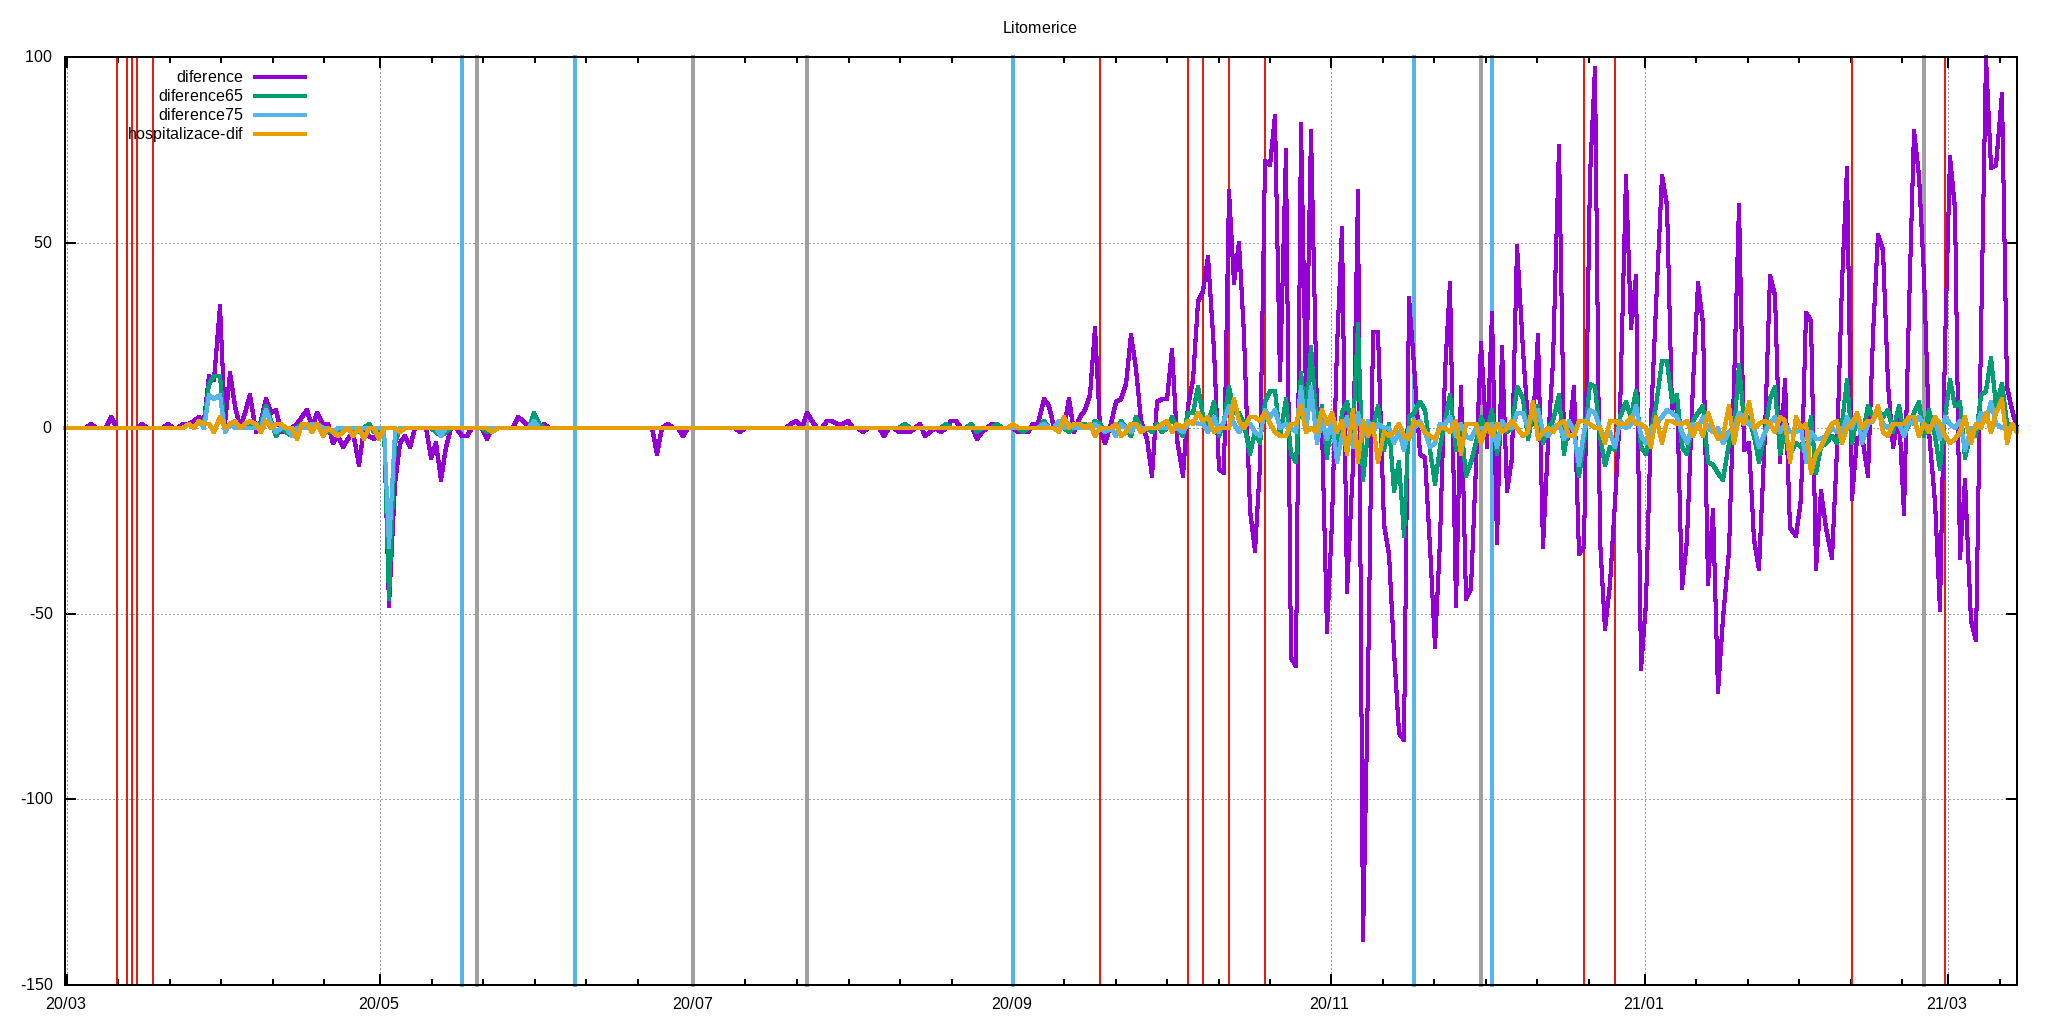 Litomerice
100
diference
diference65
diference75
hospitalizace-dif
50
0
-50
-100
-150
20/03 20/05 20/07 20/09 20/11 21/01 21/03